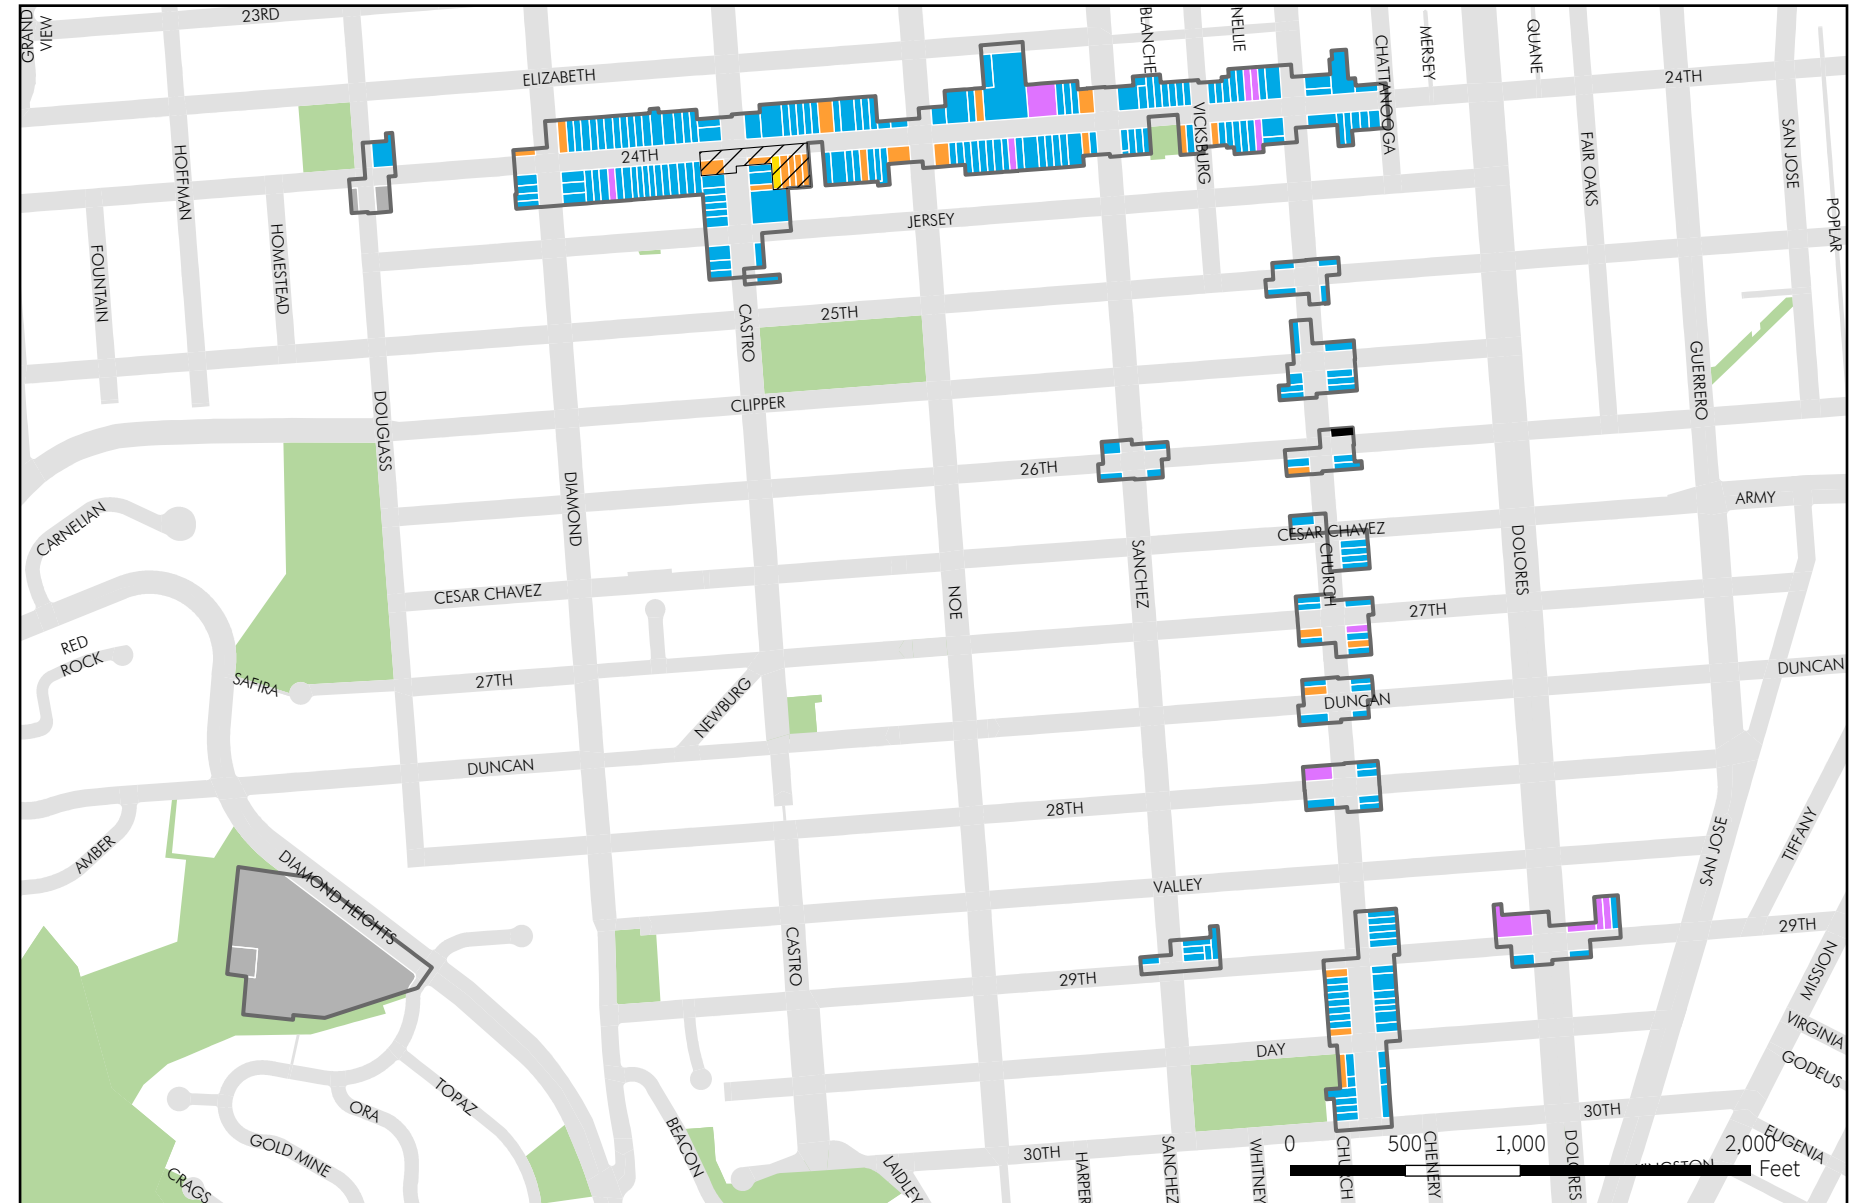 23RD
GRAND
VIEW
BLANCHE
NELLIE
CHATTANOOGA
MERSEY
QUANE
24TH
ELIZABETH
24TH
VICKSBURG
HOFFMAN
FAIR OAKS
SAN JOSE
POPLAR
JERSEY
FOUNTAIN
HOMESTEAD
CASTRO
25TH
GUERRERO
DOUGLASS
CLIPPER
26TH
DIAMOND
ARMY
CARNELIAN
CESAR CHAVEZ
CHURCH
SANCHEZ
DOLORES
CESAR CHAVEZ
NOE
27TH
RED
ROCK
SAFIRA
27TH
NEWBURG
DUNCAN
DUNCAN
DUNCAN
28TH
AMBER
DIAMOND HEIGHTS
SAN JOSE
TIFFANY
VALLEY
CASTRO
29TH
29TH
MISSION
VIRGINIA
GODEUS
DAY
TOPAZ
ORA
GOLD MINE
CRAGS
BEACON
30TH
30TH
LAIDLEY
HARPER
SANCHEZ
WHITNEY
CHURCH
CHENERY
DOLORES
EUGENIA
0 500 1,000 2,000
Feet